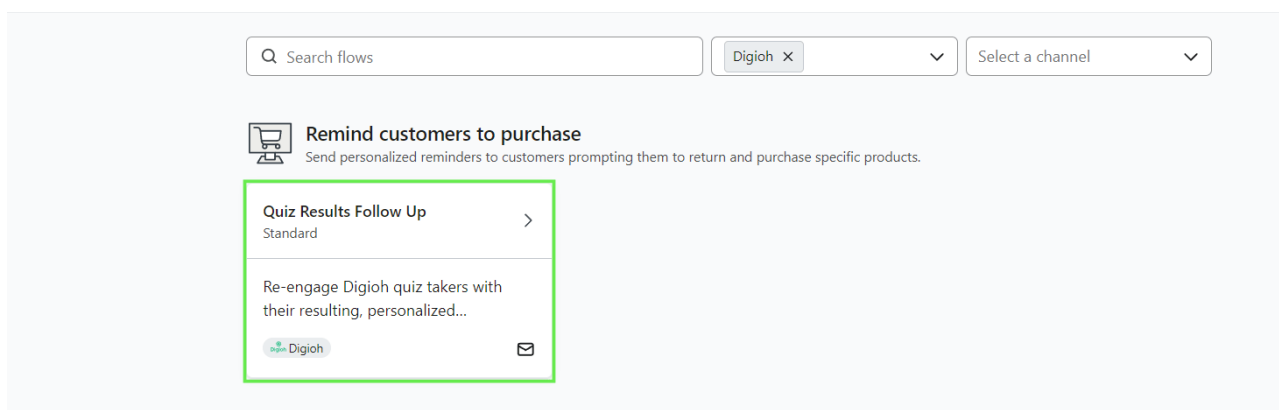 Search flows
Digioh
Select a channel
Remind customers to purchase
Send personalized reminders to customers prompting them to return and purchase specific products.
Quiz Results Follow Up
Standard
Re-engage Digioh quiz takers with
their resulting, personalized...
Digioh Digioh